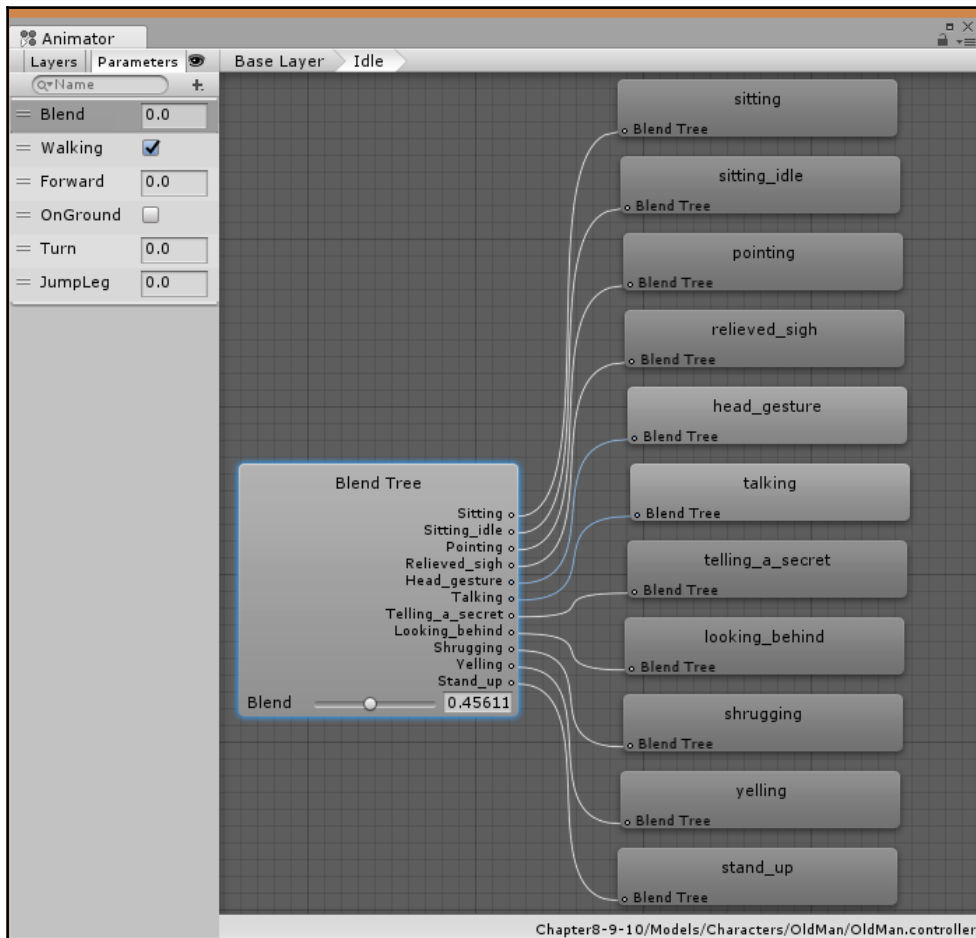 Animator
Layers Parameters
Name
Base Layer Idle
Blend 0.0
Walking
Forward 0.0
OnGround
Turn 0.0
JumpLeg 0.0
sitting
Blend Tree
sitting_idle
Blend Tree
pointing
Blend Tree
relieved_sigh
Blend Tree
head_gesture
Blend Tree
talking
Blend Tree
telling_a_secret
Blend Tree
looking_behind
Blend Tree
shrugging
Blend Tree
yelling
Blend Tree
stand_up
Blend Tree
Blend Tree
Sitting
Sitting_idle
Pointing
Relieved_sigh
Head_gesture
Talking
Telling_a_secret
Looking_behind
Shrugging
Yelling
Stand_up
Blend 0.45611
Chapter8-9-10/Models/Characters/OldMan/OldMan.controller